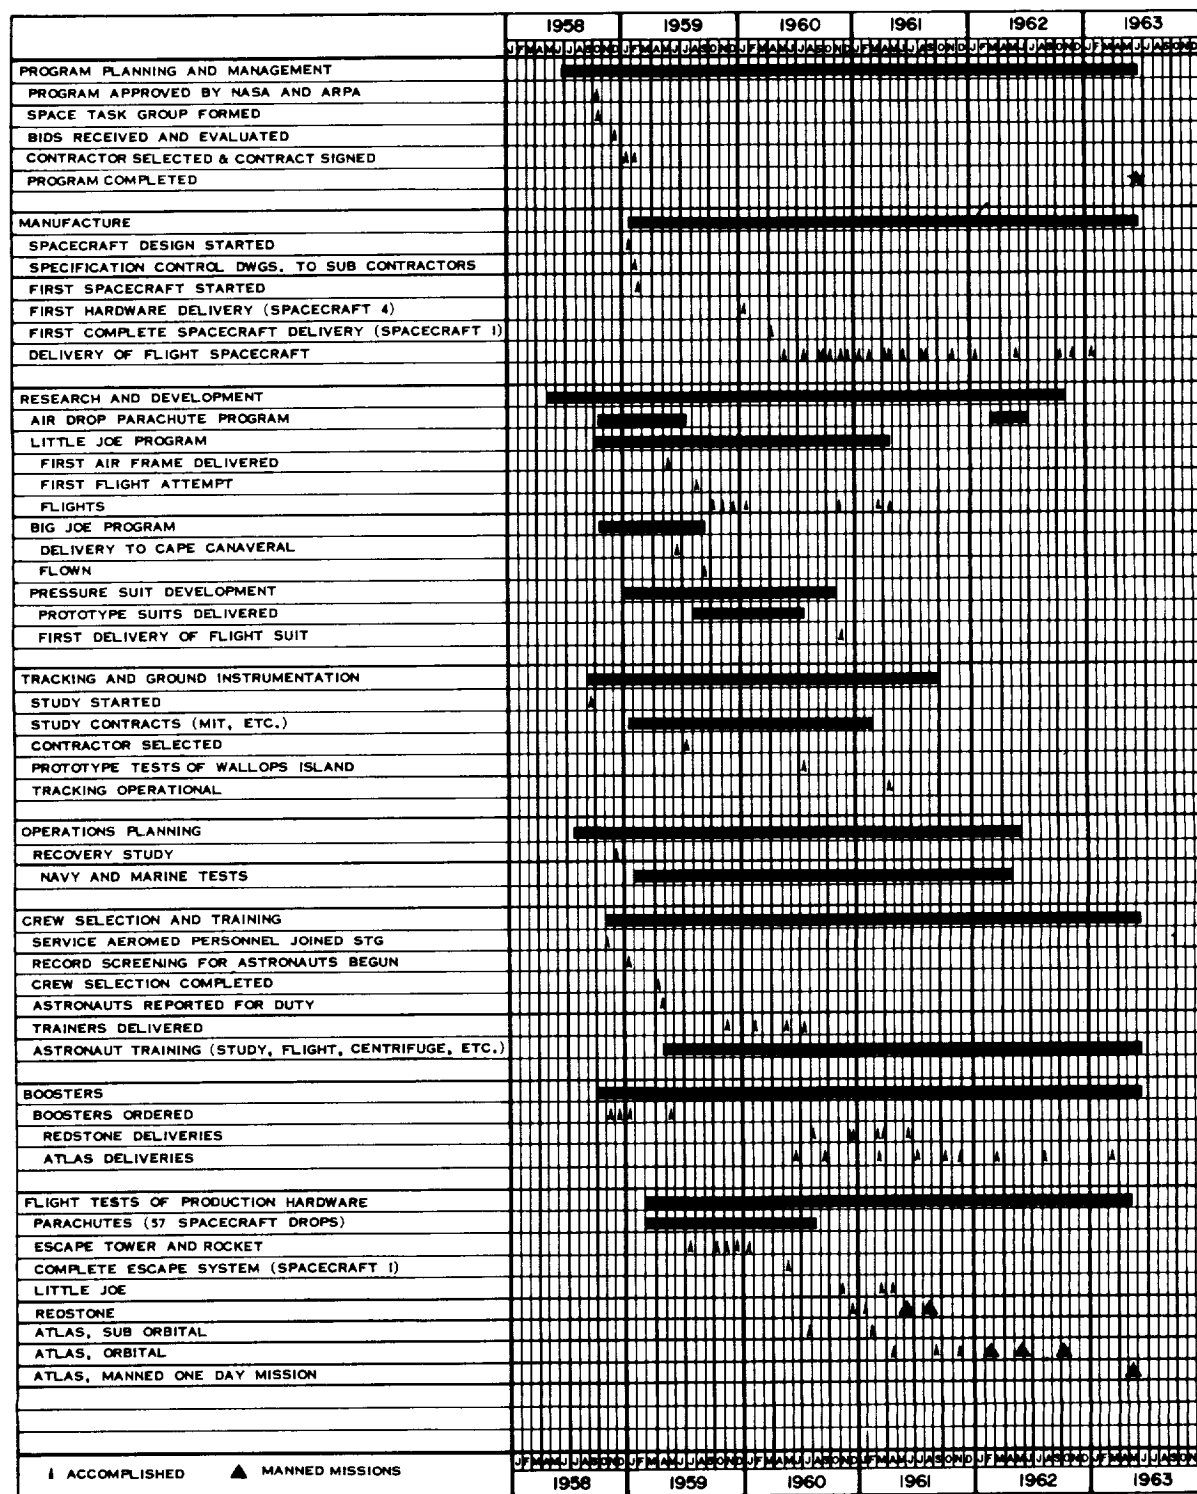 1958 1959 1960 1961 1962 1963
J F M A M J J A S O N D J F M A M J J A S O N D J F M A M J J A S O N D J F M A M J J A S O N D J F M A M J J A S O N D J F M A M J J A S O N D
PROGRAM PLANNING AND MANAGEMENT
PROGRAM APPROVED BY NASA AND ARPA
SPACE TASK GROUP FORMED
BIDS RECEIVED AND EVALUATED
CONTRACTOR SELECTED & CONTRACT SIGNED
PROGRAM COMPLETED
MANUFACTURE
SPACECRAFT DESIGN STARTED
SPECIFICATION CONTROL DWGS. TO SUB CONTRACTORS
FIRST SPACECRAFT STARTED
FIRST HARDWARE DELIVERY (SPACECRAFT 4)
FIRST COMPLETE SPACECRAFT DELIVERY (SPACECRAFT 1)
DELIVERY OF FLIGHT SPACECRAFT
RESEARCH AND DEVELOPMENT
AIR DROP PARACHUTE PROGRAM
LITTLE JOE PROGRAM
FIRST AIR FRAME DELIVERED
FIRST FLIGHT ATTEMPT
FLIGHTS
BIG JOE PROGRAM
DELIVERY TO CAPE CANAVERAL
FLOWN
PRESSURE SUIT DEVELOPMENT
PROTOTYPE SUITS DELIVERED
FIRST DELIVERY OF FLIGHT SUIT
TRACKING AND GROUND INSTRUMENTATION
STUDY STARTED
STUDY CONTRACTS (MIT, ETC.)
CONTRACTOR SELECTED
PROTOTYPE TESTS OF WALLOPS ISLAND
TRACKING OPERATIONAL
OPERATIONS PLANNING
RECOVERY STUDY
NAVY AND MARINE TESTS
CREW SELECTION AND TRAINING
SERVICE AEROMED PERSONNEL JOINED STG
RECORD SCREENING FOR ASTRONAUTS BEGUN
CREW SELECTION COMPLETED
ASTRONAUTS REPORTED FOR DUTY
TRAINERS DELIVERED
ASTRONAUT TRAINING (STUDY, FLIGHT, CENTRIFUGE, ETC.)
BOOSTERS
BOOSTERS ORDERED
REDSTONE DELIVERIES
ATLAS DELIVERIES
FLIGHT TESTS OF PRODUCTION HARDWARE
PARACHUTES (57 SPACECRAFT DROPS)
ESCAPE TOWER AND ROCKET
COMPLETE ESCAPE SYSTEM (SPACECRAFT 1)
LITTLE JOE
REDSTONE
ATLAS, SUB ORBITAL
ATLAS, ORBITAL
ATLAS, MANNED ONE DAY MISSION
ACCOMPLISHED MANNED MISSIONS
J F M A M J J A S O N D J F M A M J J A S O N D J F M A M J J A S O N D J F M A M J J A S O N D J F M A M J J A S O N D J F M A M J J A S O N D
1958 1959 1960 1961 1962 1963